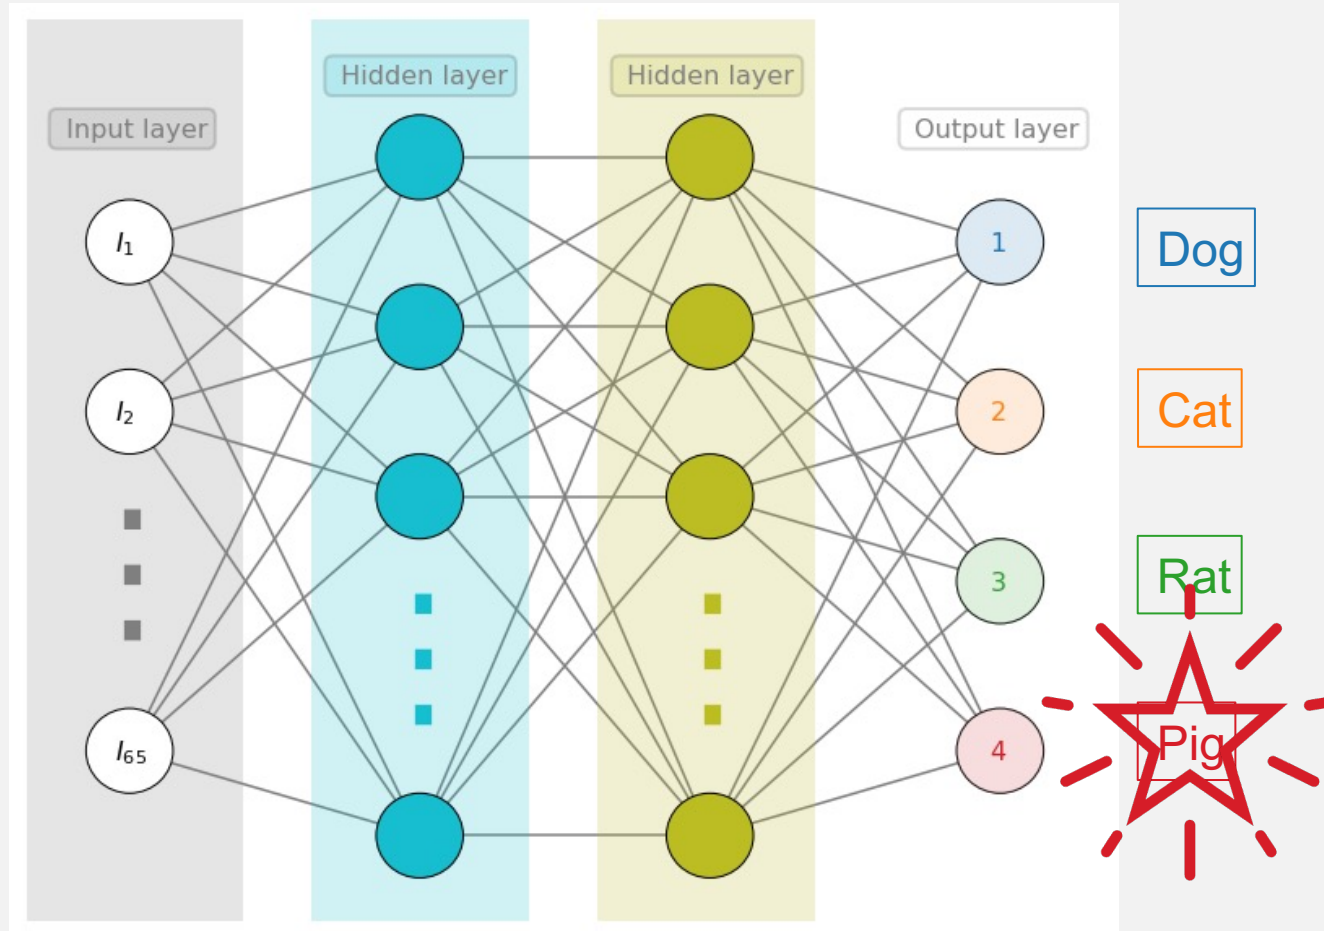 Hidden layer
Hidden layer
Input layer
Output layer
I1
1
Dog
I2
2
Cat
3
Rat
I65
4
Pig